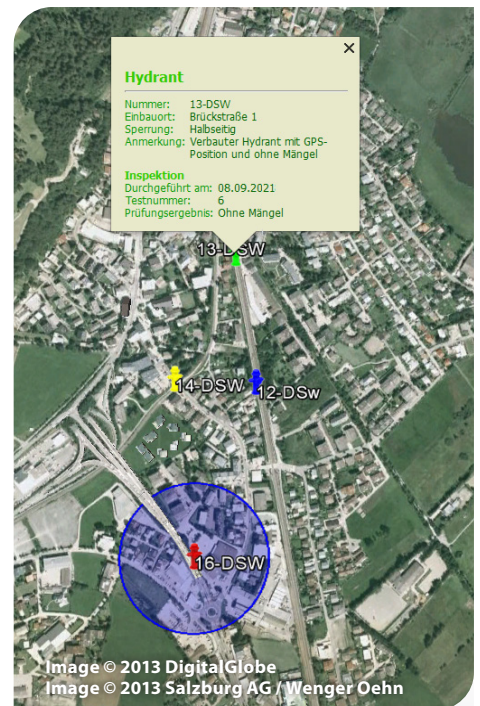 Hydrant
Nummer: 13-DSW
Einbauort: Brückstraße 1
Sperrung: Halbseitig
Anmerkung: Verbauter Hydrant mit GPS-
Position und ohne Mängel
Inspektion
Durchgeführt am: 08.09.2021
Testnummer: 6
Prüfungsergebnis: Ohne Mängel
13-DSW
14-DSW
12-DSw
16-DSW
Image © 2013 DigitalGlobe
Image © 2013 Salzburg AG / Wenger Oehn